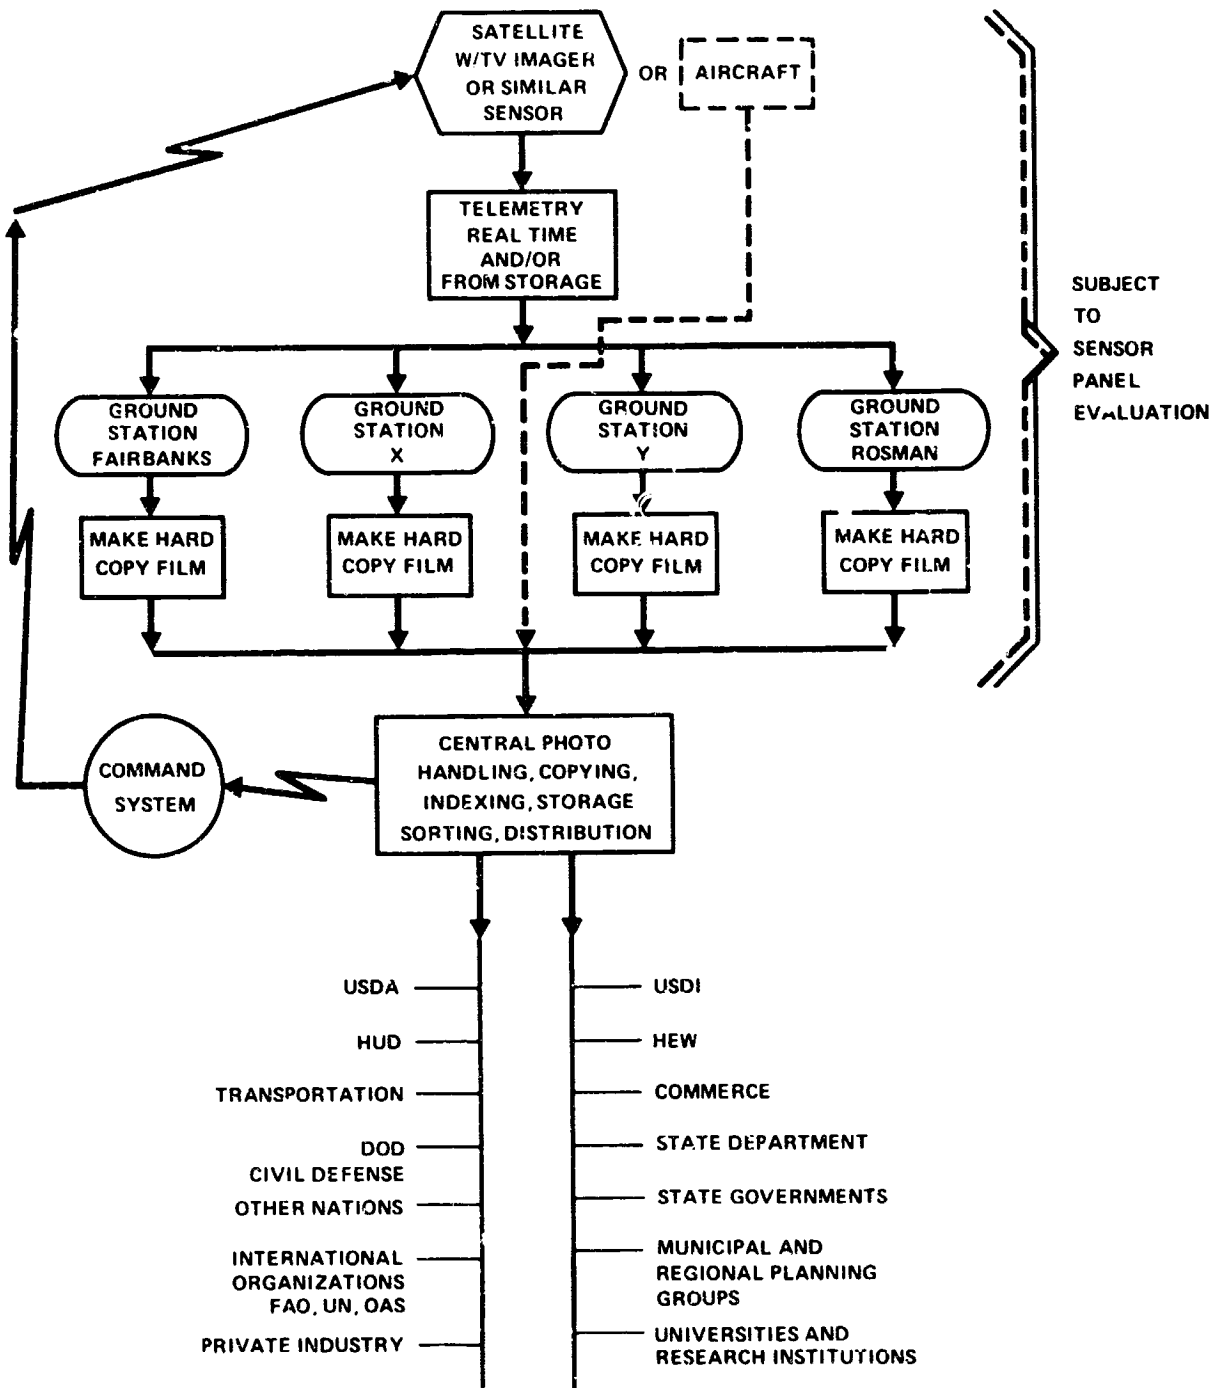 SATELLITE
W/TV IMAGER
OR SIMILAR
SENSOR
OR
AIRCRAFT
TELEMETRY
REAL TIME
AND/OR
FROM STORAGE
SUBJECT
TO
SENSOR
PANEL
EVALUATION
GROUND
STATION
FAIRBANKS
GROUND
STATION
X
GROUND
STATION
Y
GROUND
STATION
ROSMAN
MAKE HARD
COPY FILM
MAKE HARD
COPY FILM
MAKE HARD
COPY FILM
MAKE HARD
COPY FILM
COMMAND
SYSTEM
CENTRAL PHOTO
HANDLING, COPYING,
INDEXING, STORAGE
SORTING, DISTRIBUTION
USDA
HUD
TRANSPORTATION
DOD
CIVIL DEFENSE
OTHER NATIONS
INTERNATIONAL
ORGANIZATIONS
FAO, UN, OAS
PRIVATE INDUSTRY
USDI
HEW
COMMERCE
STATE DEPARTMENT
STATE GOVERNMENTS
MUNICIPAL AND
REGIONAL PLANNING
GROUPS
UNIVERSITIES AND
RESEARCH INSTITUTIONS